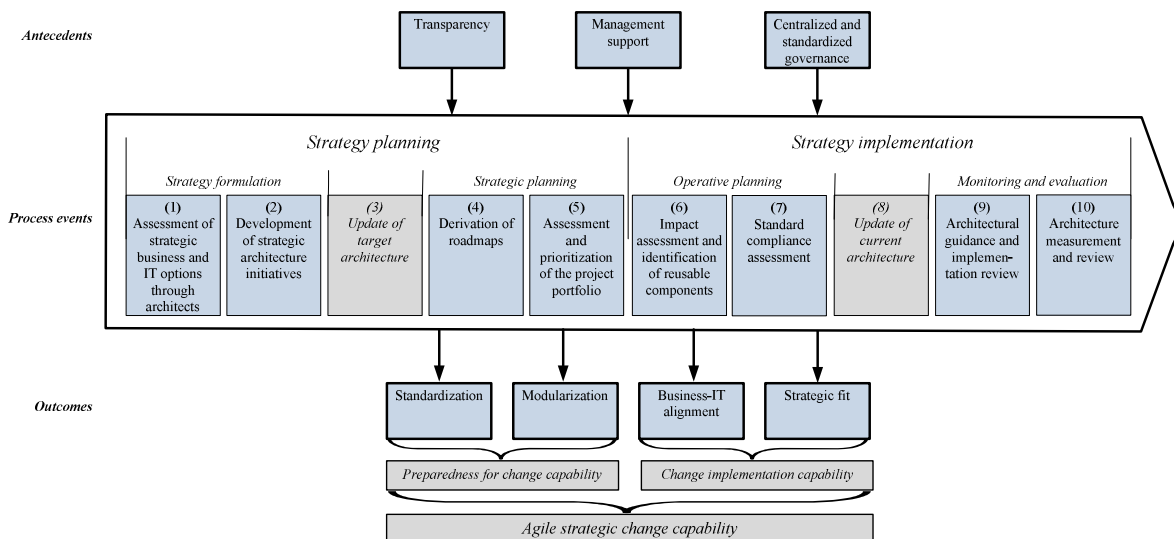 Antecedents
Transparency
Management
support
Centralized and
standardized
governance
Strategy planning
Strategy implementation
Strategy formulation
Strategic planning
Operative planning
Monitoring and evaluation
Process events
(1)
Assessment of
strategic
business and
IT options
through
architects
(2)
Development
of strategic
architecture
initiatives
(3)
Update of
target
architecture
(4)
Derivation of
roadmaps
(5)
Assessment
and
prioritization
of the project
portfolio
(6)
Impact
assessment and
identification
of reusable
components
(7)
Standard
compliance
assessment
(8)
Update of
current
architecture
(9)
Architectural
guidance and
implemen-
tation review
(10)
Architecture
measurement
and review
Outcomes
Standardization
Modularization
Business-IT
alignment
Strategic fit
Preparedness for change capability
Change implementation capability
Agile strategic change capability